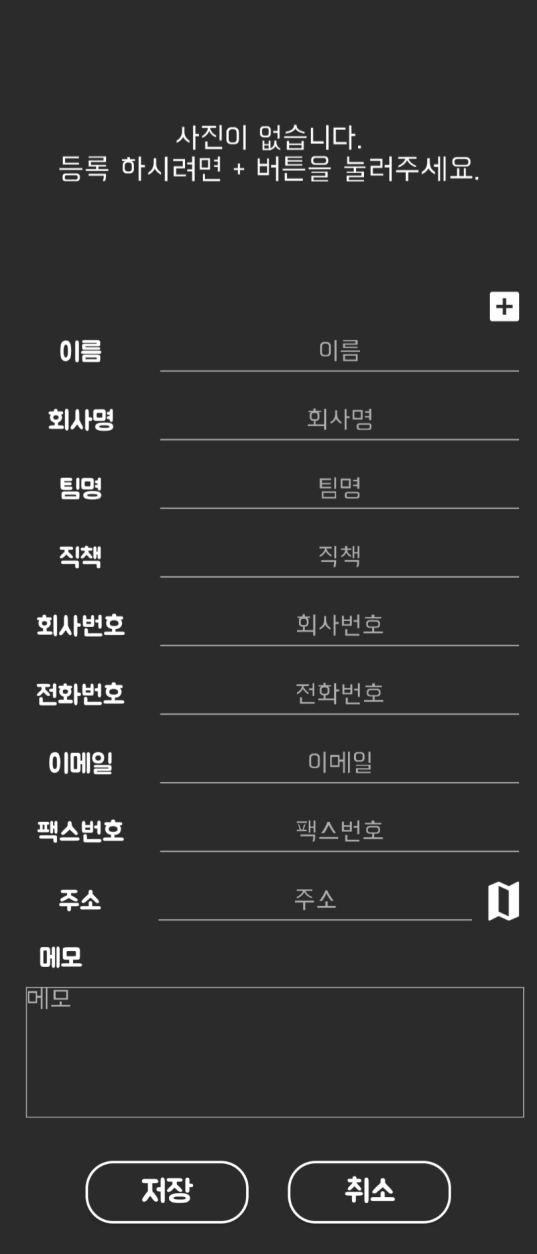 사진이 없습니다.
등록 하시려면 + 버튼을 눌러주세요.
이름 이름
회사명 회사명
팀명 팀명
직책 직책
회사번호 회사번호
전화번호 전화번호
이메일 이메일
팩스번호 팩스번호
주소 주소
메모
메모
저장 취소